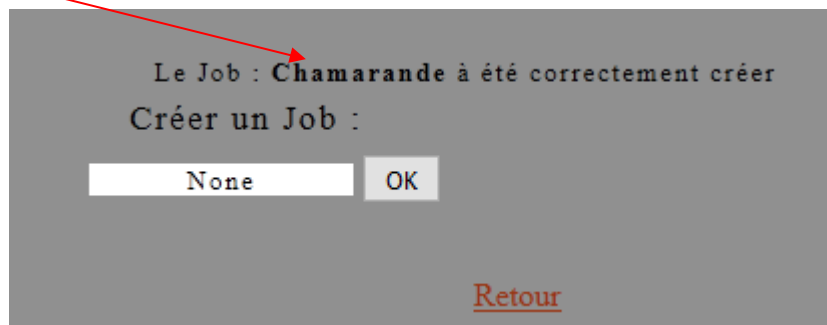 Le Job : Chamarande à été correctement créer
Créer un Job :
None OK
Retour